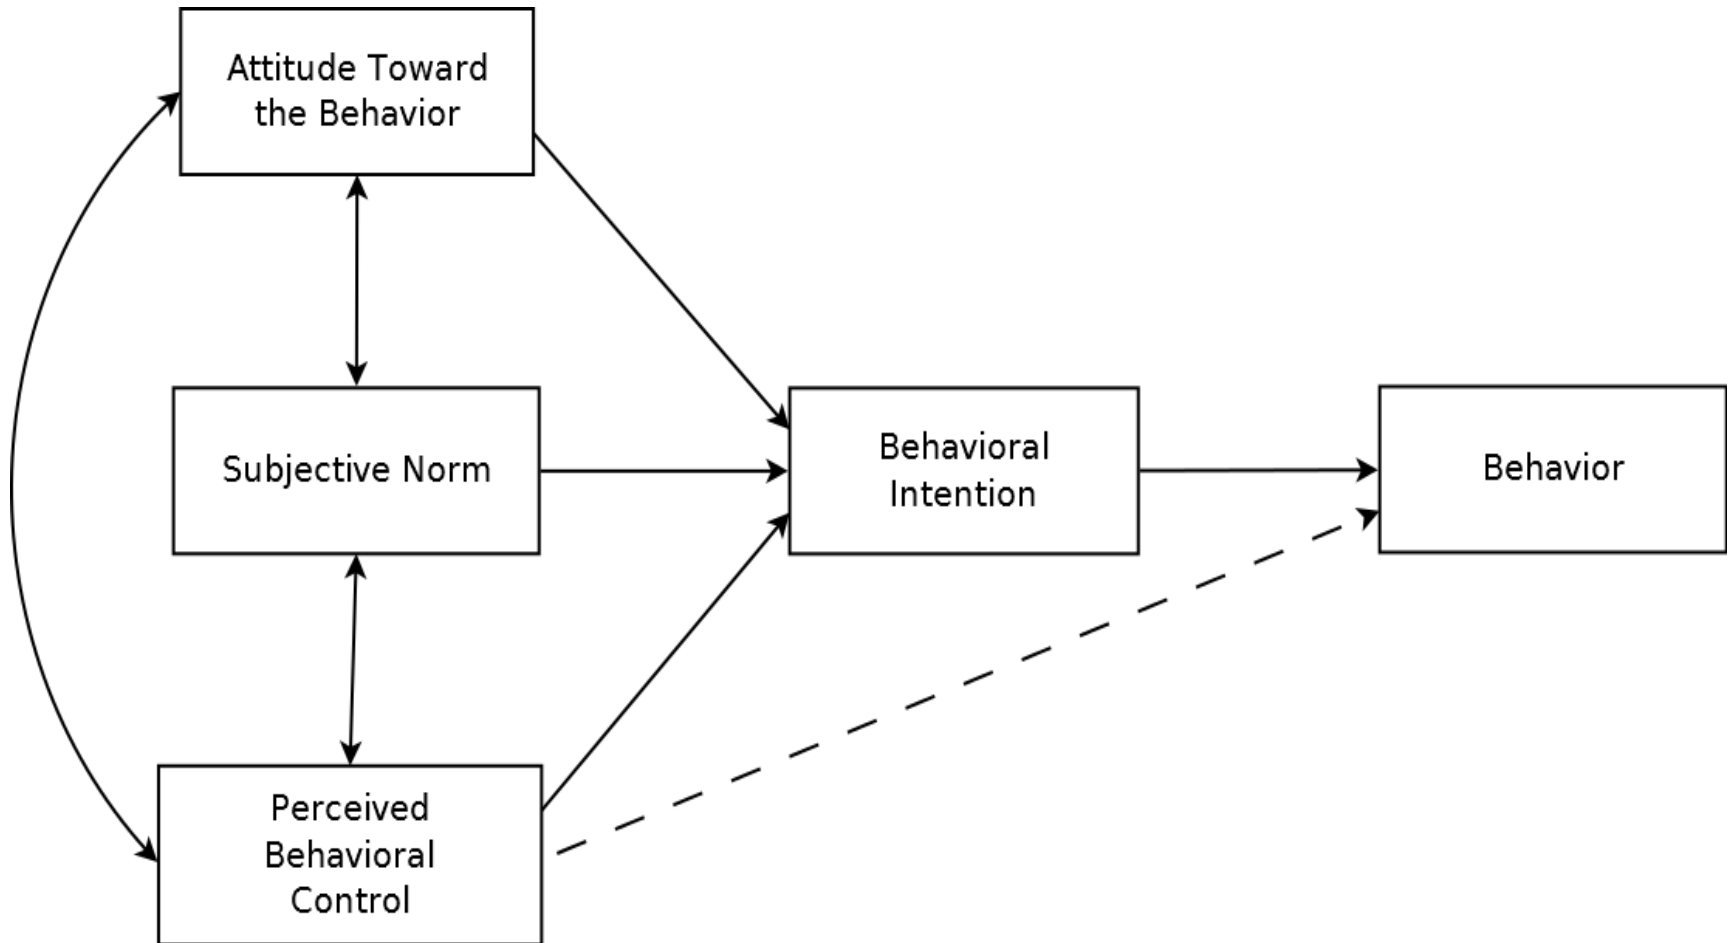 Attitude Toward
the Behavior
Subjective Norm
Behavioral
Intention
Behavior
Perceived
Behavioral
Control